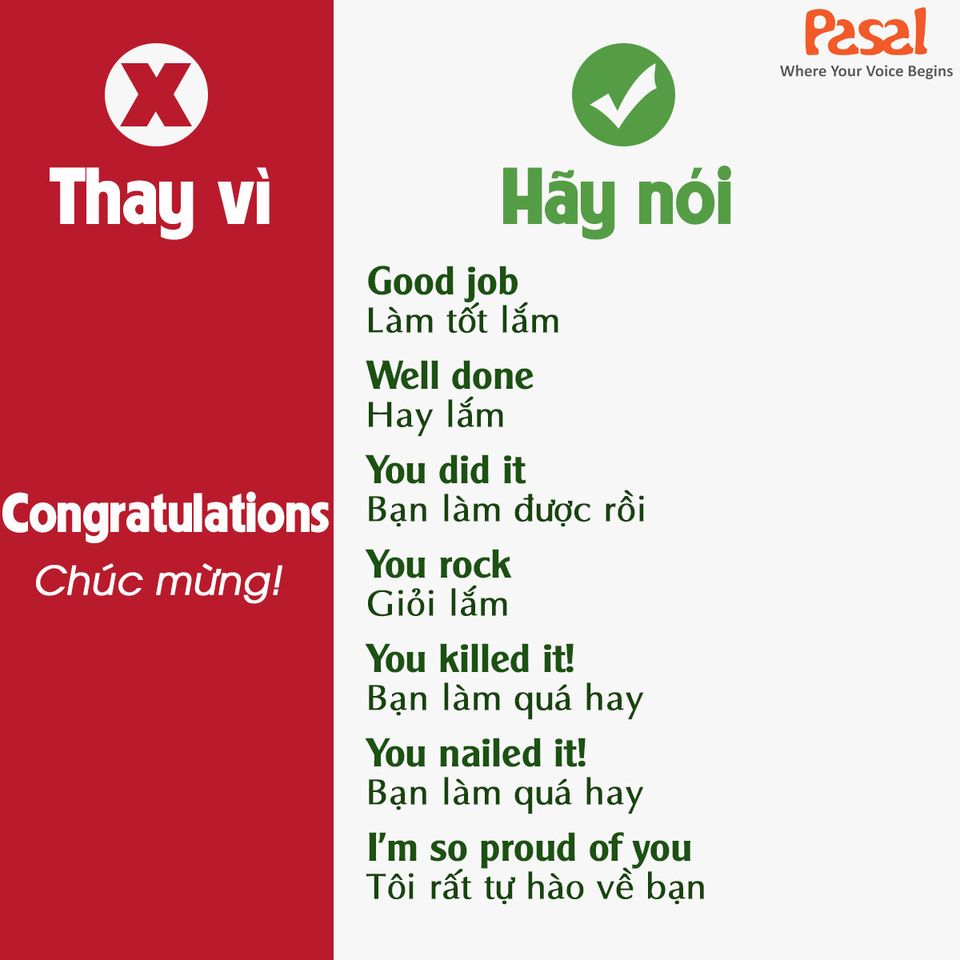 Pasal
Where Your Voice Begins
X
Thay vì
Congratulations
Chúc mừng!
Hãy nói
Good job
Làm tốt lắm
Well done
Hay lắm
You did it
Bạn làm được rồi
You rock
Giỏi lắm
You killed it!
Bạn làm quá hay
You nailed it!
Bạn làm quá hay
I'm so proud of you
Tôi rất tự hào về bạn